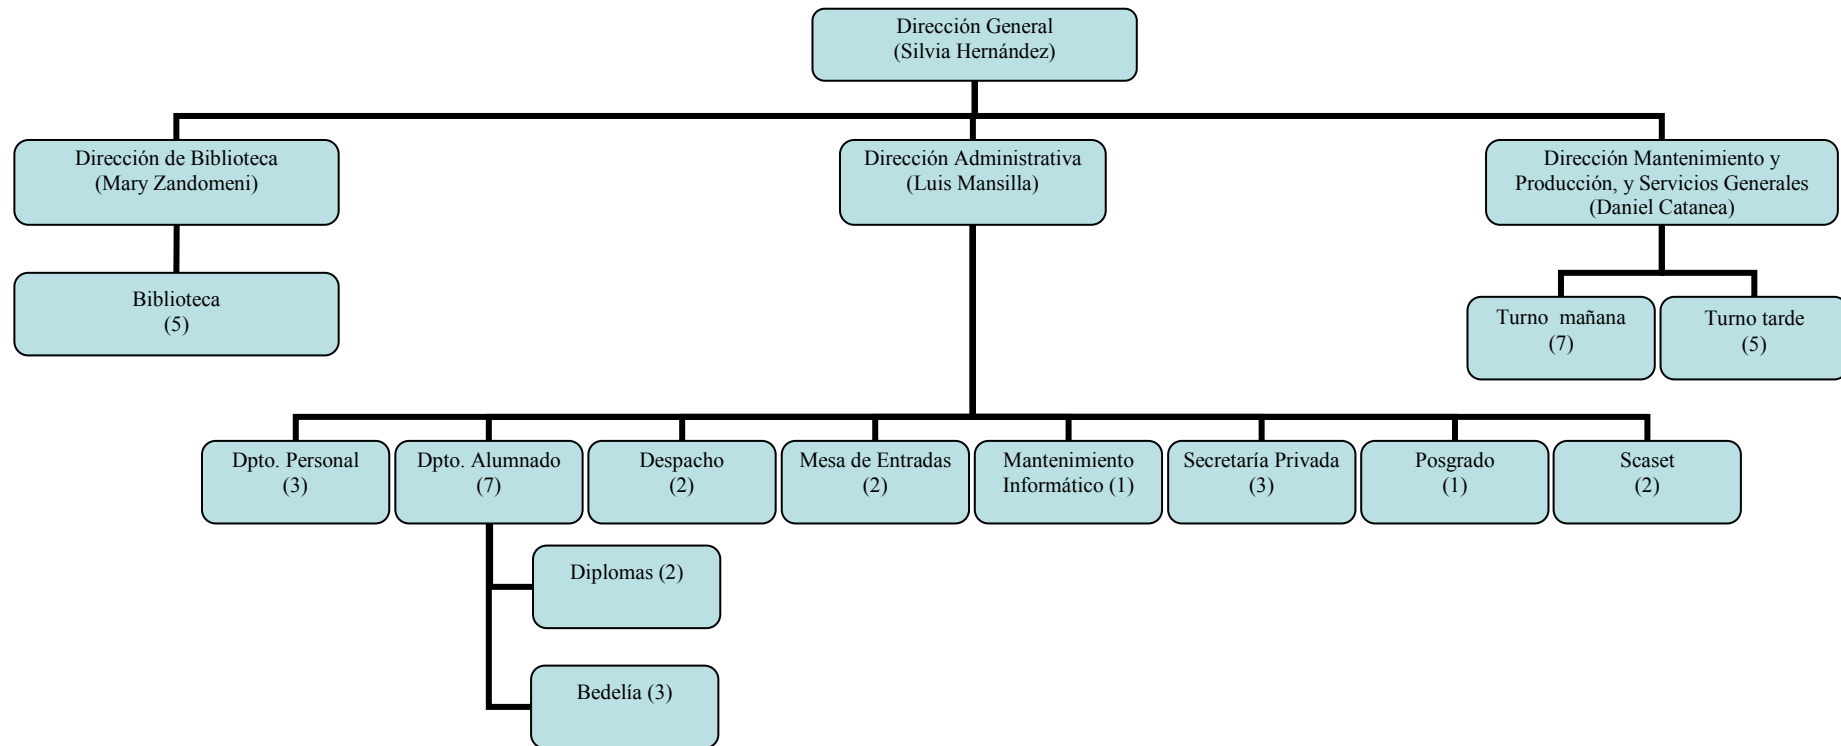 Dirección General
(Silvia Hernández)
Dirección de Biblioteca
(Mary Zandomeni)
Dirección Administrativa
(Luis Mansilla)
Dirección Mantenimiento y
Producción, y Servicios Generales
(Daniel Catanea)
Biblioteca
(5)
Turno mañana
(7)
Turno tarde
(5)
Dpto. Personal
(3)
Dpto. Alumnado
(7)
Despacho
(2)
Mesa de Entradas
(2)
Mantenimiento
Informático (1)
Secretaría Privada
(3)
Posgrado
(1)
Scaset
(2)
Diplomas (2)
Bedelía (3)